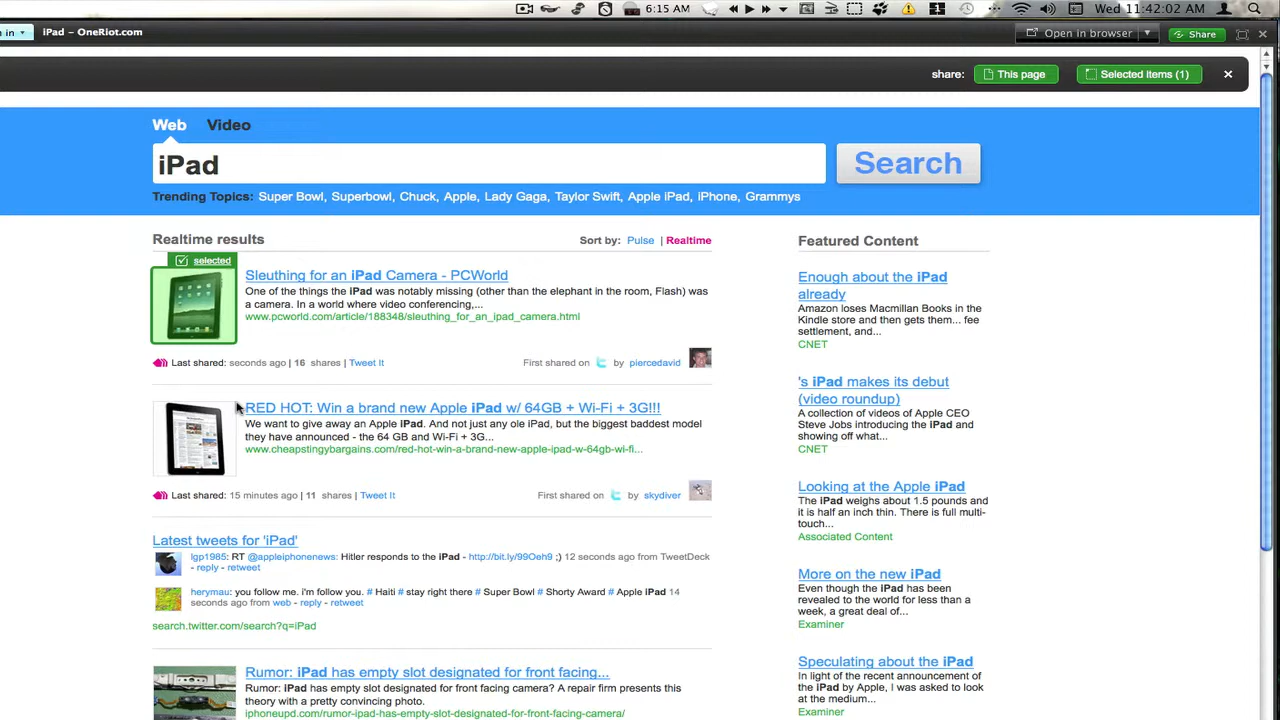 6:15 AM
1
Wed 11:42:02 AM
n in
iPad – OneRiot.com
Open in browser
Share
share:
This page
Selected items (1)
Web Video
iPad
Search
Trending Topics: Super Bowl, Superbowl, Chuck, Apple, Lady Gaga, Taylor Swift, Apple iPad, iPhone, Grammys
Realtime results
Sort by: Pulse | Realtime
selected
Sleuthing for an iPad Camera - PCWorld
One of the things the iPad was notably missing (other than the elephant in the room, Flash) was
a camera. In a world where video conferencing,...
www.pcworld.com/article/188348/sleuthing_for_an_ipad_camera.html
Last shared: seconds ago | 16 shares | Tweet It
First shared on by piercedavid
RED HOT: Win a brand new Apple iPad w/ 64GB + Wi-Fi + 3G!!!
We want to give away an Apple iPad. And not just any ole iPad, but the biggest baddest model
they have announced - the 64 GB and Wi-Fi + 3G...
www.cheapstingybargains.com/red-hot-win-a-brand-new-apple-ipad-w-64gb-wi-fi...
Last shared: 15 minutes ago | 11 shares | Tweet It
First shared on by skydiver
Latest tweets for 'iPad'
lgp1985: RT @appleiphonenews: Hitler responds to the iPad - http://bit.ly/99Oeh9 ;) 12 seconds ago from TweetDeck
- reply - retweet
herymau: you follow me. i'm follow you. # Haiti # stay right there # Super Bowl # Shorty Award # Apple iPad 14
seconds ago from web - reply - retweet
search.twitter.com/search?q=iPad
Rumor: iPad has empty slot designated for front facing...
Rumor: iPad has empty slot designated for front facing camera? A repair firm presents this
theory with a pretty convincing photo.
iphoneupd.com/rumor-ipad-has-empty-slot-designated-for-front-facing-camera/
Featured Content
Enough about the iPad
already
Amazon loses Macmillan Books in the
Kindle store and then gets them... fee
settlement, and...
CNET
's iPad makes its debut
(video roundup)
A collection of videos of Apple CEO
Steve Jobs introducing the iPad and
showing off what...
CNET
Looking at the Apple iPad
The iPad weighs about 1.5 pounds and
it is half an inch thin. There is full multi-
touch...
Associated Content
More on the new iPad
Even though the iPad has been
revealed to the world for less than a
week, a great deal of...
Examiner
Speculating about the iPad
In light of the recent announcement of
the iPad by Apple, I was asked to look
at the medium...
Examiner